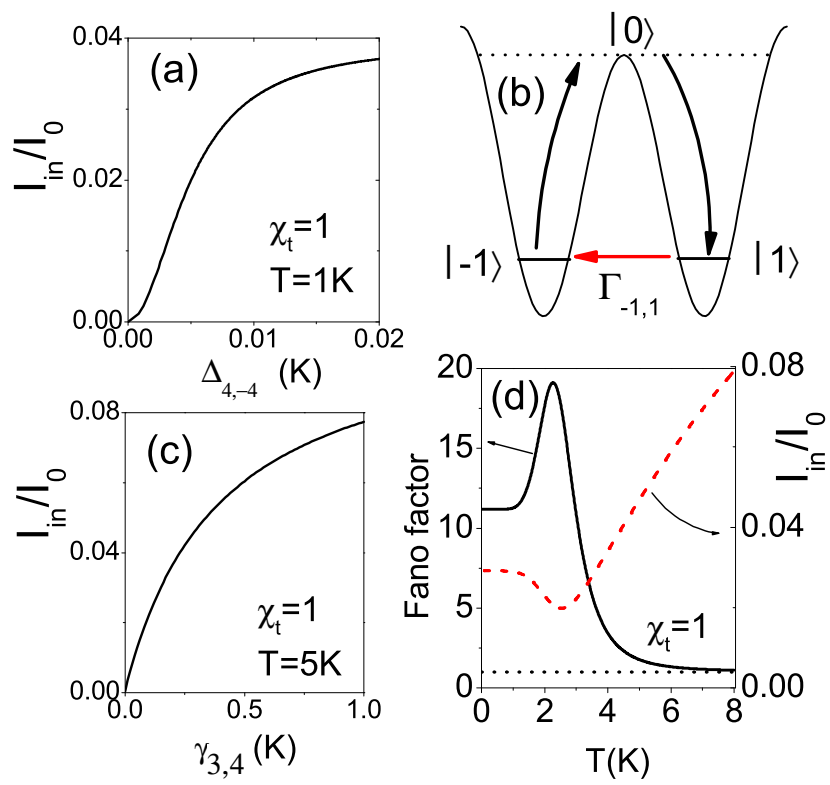 (a)
I_in/I_0
0.04
0.02
0.00
χ_t=1
T=1K
0.00 0.01 0.02
Δ_4,−4 (K)
(b)
|0⟩
|-1⟩
|1⟩
Γ_-1,1
(c)
I_in/I_0
0.08
0.04
0.00
χ_t=1
T=5K
0.0 0.5 1.0
γ_3,4 (K)
(d)
Fano factor
20
15
10
5
0
I_in/I_0
0.08
0.04
0.00
χ_t=1
0 2 4 6 8
T(K)